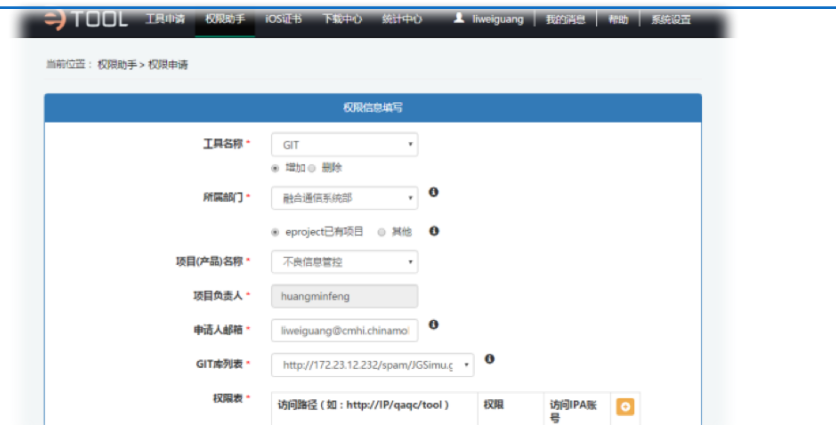 TOOL 工具申请 权限助手 iOS证书 下载中心 统计中心 liweiguang 我的消息 帮助 系统设置
当前位置： 权限助手 > 权限申请
权限信息填写
工具名称 * GIT
增加 删除
所属部门 * 融合通信系统部
eproject已有项目 其他
项目(产品)名称 * 不良信息管控
项目负责人 * huangminfeng
申请人邮箱 * liweiguang@cmhi.chinamo
GIT库列表 * http://172.23.12.232/spam/JGSimu.g
权限表 * 访问路径 ( 如 : http://IP/qaqc/tool ) 权限 访问IPA账号